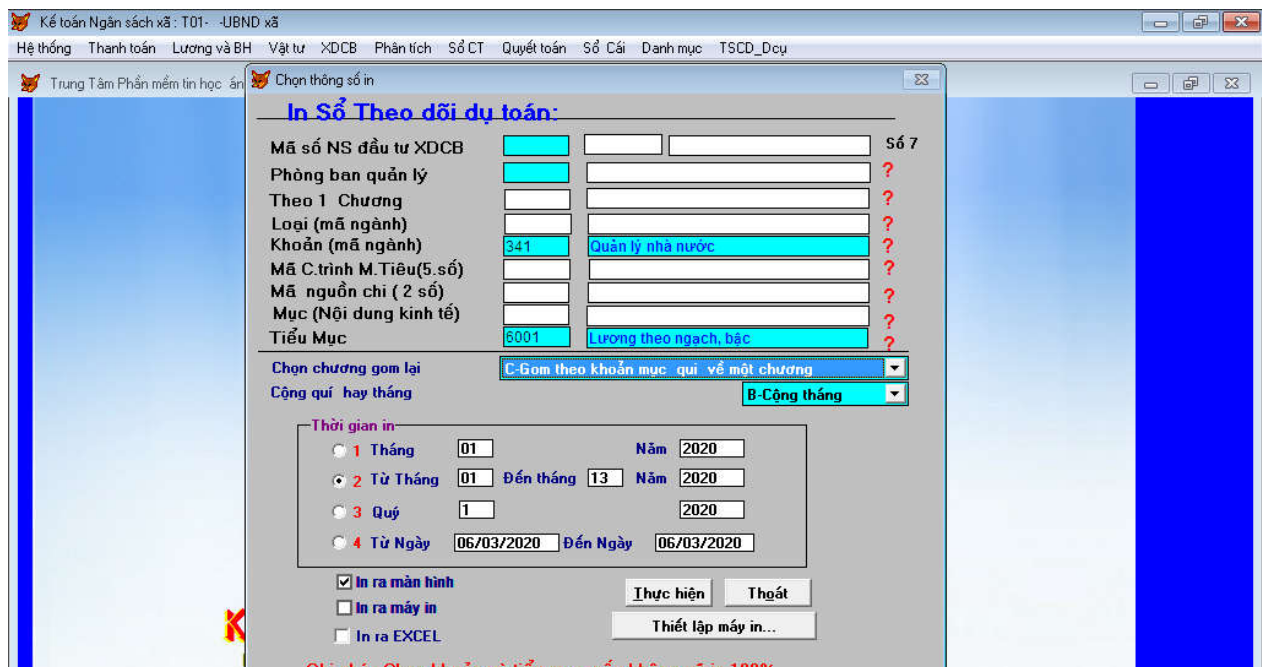 Kế toán Ngân sách xã : T01- -UBND xã
Hệ thống Thanh toán Lương và BH Vật tư XDCB Phân tích Sổ CT Quyết toán Sổ Cái Danh mục TSCD_Dcụ
Trung Tâm Phần mềm tin học án
Chọn thông số in
In Sổ Theo dõi dự toán:
Mã số NS đầu tư XDCB Số 7
Phòng ban quản lý ?
Theo 1 Chương ?
Loại (mã ngành) ?
Khoản (mã ngành) 341 Quản lý nhà nước ?
Mã C.trình M.Tiêu(5.số) ?
Mã nguồn chi ( 2 số) ?
Mục (Nội dung kinh tế) ?
Tiểu Mục 6001 Lương theo ngạch, bậc ?
Chọn chương gom lại C-Gom theo khoản mục qui về một chương
Cộng quí hay tháng B-Cộng tháng
Thời gian in
1 Tháng 01 Năm 2020
2 Từ Tháng 01 Đến tháng 13 Năm 2020
3 Quý 1 2020
4 Từ Ngày 06/03/2020 Đến Ngày 06/03/2020
In ra màn hình
In ra máy in
In ra EXCEL
Thực hiện Thoát
Thiết lập máy in...
K